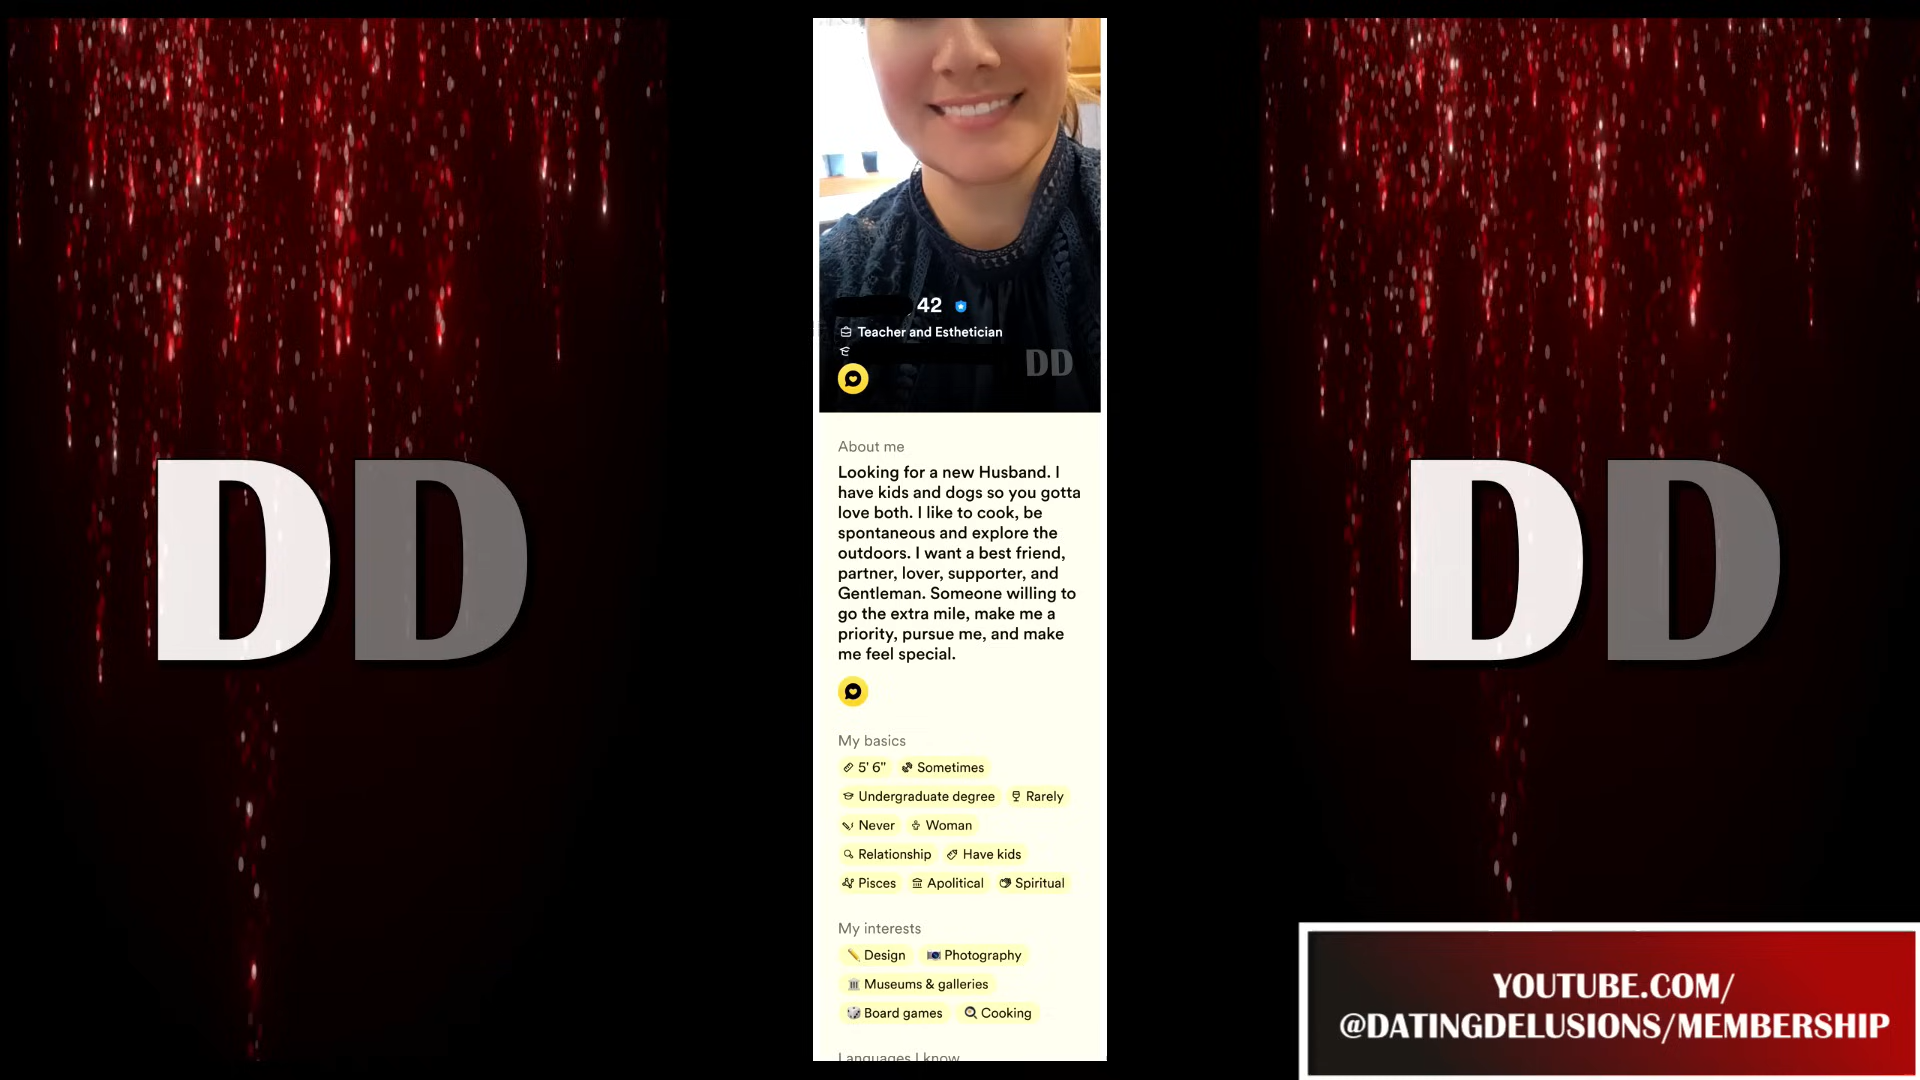 42
Teacher and Esthetician
DD
About me
Looking for a new Husband. I
have kids and dogs so you gotta
love both. I like to cook, be
spontaneous and explore the
outdoors. I want a best friend,
partner, lover, supporter, and
Gentleman. Someone willing to
go the extra mile, make me a
priority, pursue me, and make
me feel special.
DD
DD
My basics
5' 6" Sometimes
Undergraduate degree Rarely
Never Woman
Relationship Have kids
Pisces Apolitical Spiritual
My interests
Design Photography
Museums & galleries
Board games Cooking
Languages I know
YOUTUBE.COM/
@DATINGDELUSIONS/MEMBERSHIP